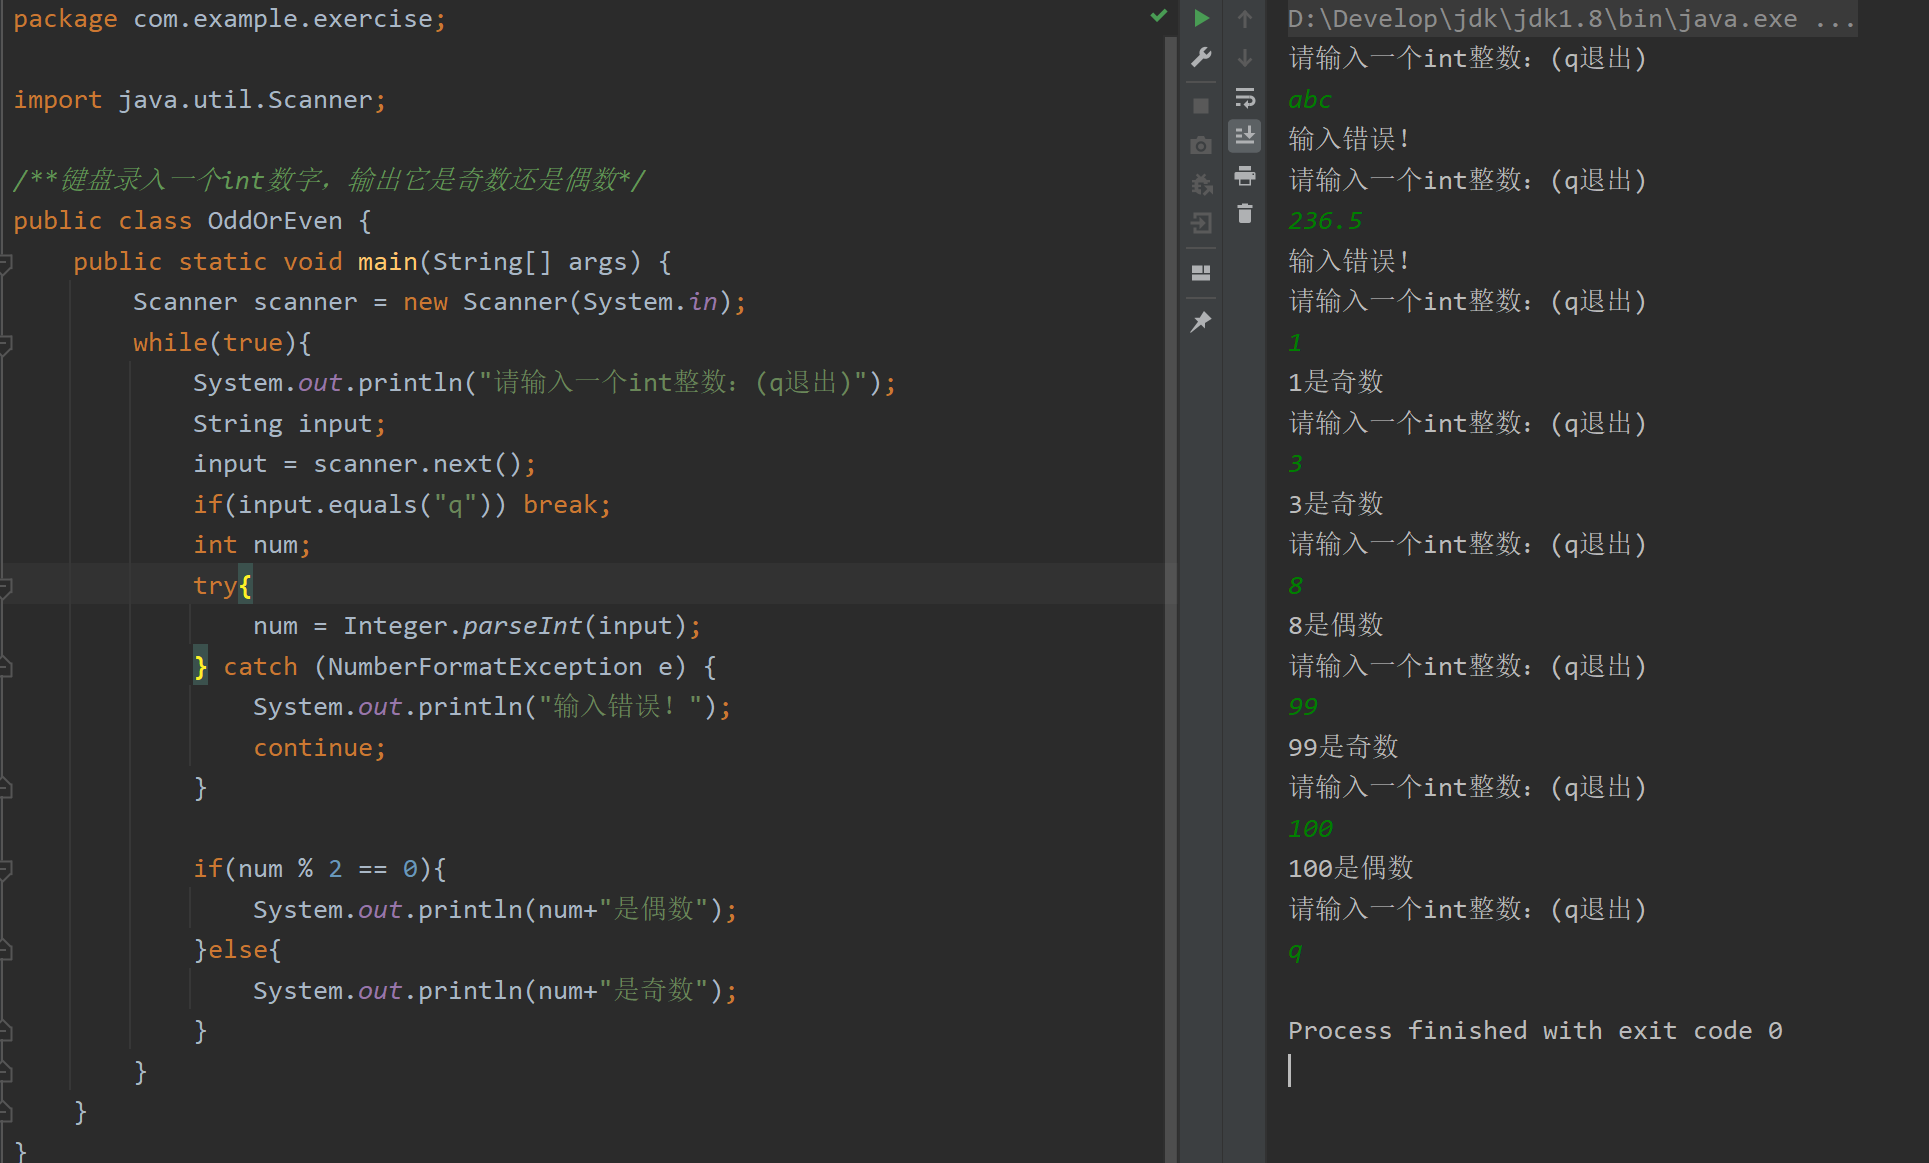 package com.example.exercise;
import java.util.Scanner;
/**键盘录入一个int数字，输出它是奇数还是偶数*/
public class OddOrEven {
public static void main(String[] args) {
Scanner scanner = new Scanner(System.in);
while(true){
System.out.println("请输入一个int整数：(q退出)");
String input;
input = scanner.next();
if(input.equals("q")) break;
int num;
try{
num = Integer.parseInt(input);
} catch (NumberFormatException e) {
System.out.println("输入错误！");
continue;
}
if(num % 2 == 0){
System.out.println(num+"是偶数");
}else{
System.out.println(num+"是奇数");
}
}
}
}
D:\Develop\jdk\jdk1.8\bin\java.exe ...
请输入一个int整数：(q退出)
abc
输入错误！
请输入一个int整数：(q退出)
236.5
输入错误！
请输入一个int整数：(q退出)
1
1是奇数
请输入一个int整数：(q退出)
3
3是奇数
请输入一个int整数：(q退出)
8
8是偶数
请输入一个int整数：(q退出)
99
99是奇数
请输入一个int整数：(q退出)
100
100是偶数
请输入一个int整数：(q退出)
q
Process finished with exit code 0